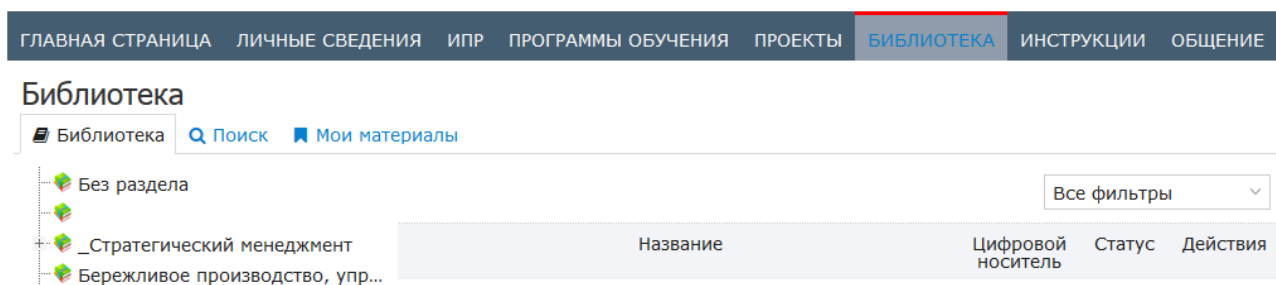 ГЛАВНАЯ СТРАНИЦА ЛИЧНЫЕ СВЕДЕНИЯ ИПР ПРОГРАММЫ ОБУЧЕНИЯ ПРОЕКТЫ БИБЛИОТЕКА ИНСТРУКЦИИ ОБЩЕНИЕ
Библиотека
Библиотека Поиск Мои материалы
Без раздела
Все фильтры
_Стратегический менеджмент
Бережливое производство, упр...
Название Цифровой носитель Статус Действия